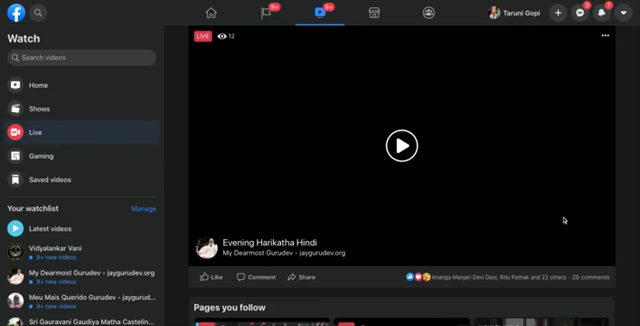 9+
9+
Taruni Gopi
7
Watch
Search videos
Home
Shows
Live
Gaming
Saved videos
Your watchlist
Manage
Latest videos
Vidyalankar Vani
9+ new videos
My Dearmost Gurudev - jaygurudev.org
9+ new videos
Meu Mais Querido Gurudev - jaygurud...
9+ new videos
Sri Gauravani Gaudiya Matha Castelin...
LIVE
12
Evening Harikatha Hindi
My Dearmost Gurudev - jaygurudev.org
Like
Comment
Share
Ananga Manjari Devi Dasi, Ritu Pathak and 22 others · 20 comments
Pages you follow